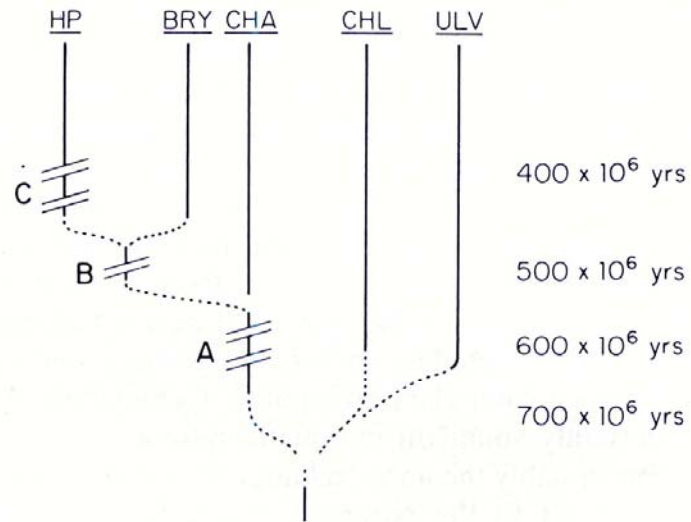 HP BRY CHA CHL ULV
400 x 10⁶ yrs
C
B
500 x 10⁶ yrs
A
600 x 10⁶ yrs
700 x 10⁶ yrs